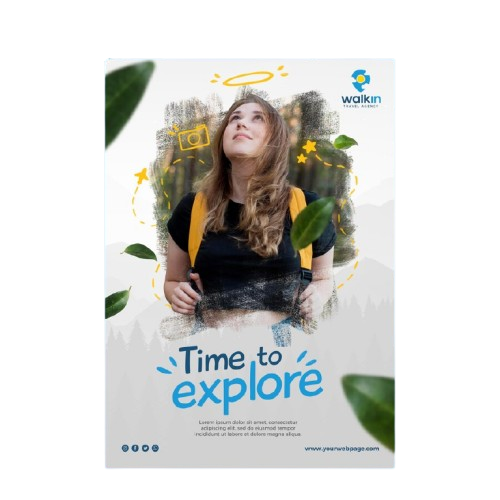 walkin
TRAVEL AGENCY
Time to
explore
Lorem ipsum dolor sit amet, consectetur
adipiscing elit, sed do eiusmod tempor
incididunt ut labore et dolore magna aliqua.
www.yourwebpage.com